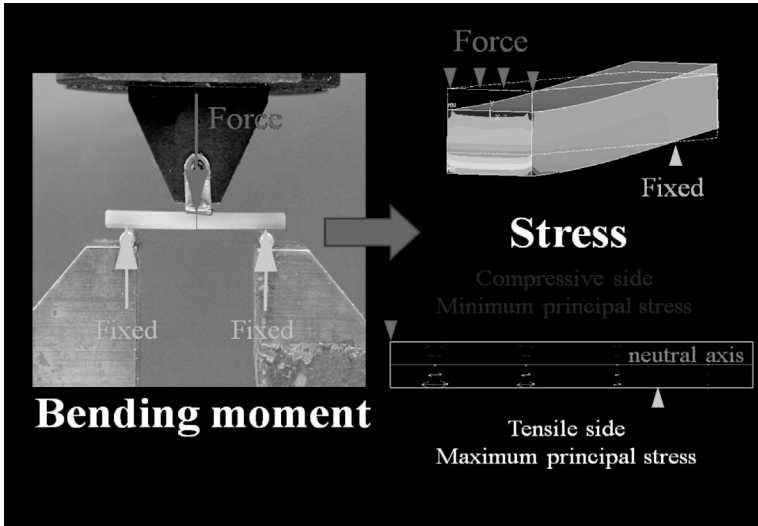 Force
Fixed
Fixed
Bending moment
Force
Fixed
Stress
Compressive side
Minimum principal stress
neutral axis
Tensile side
Maximum principal stress